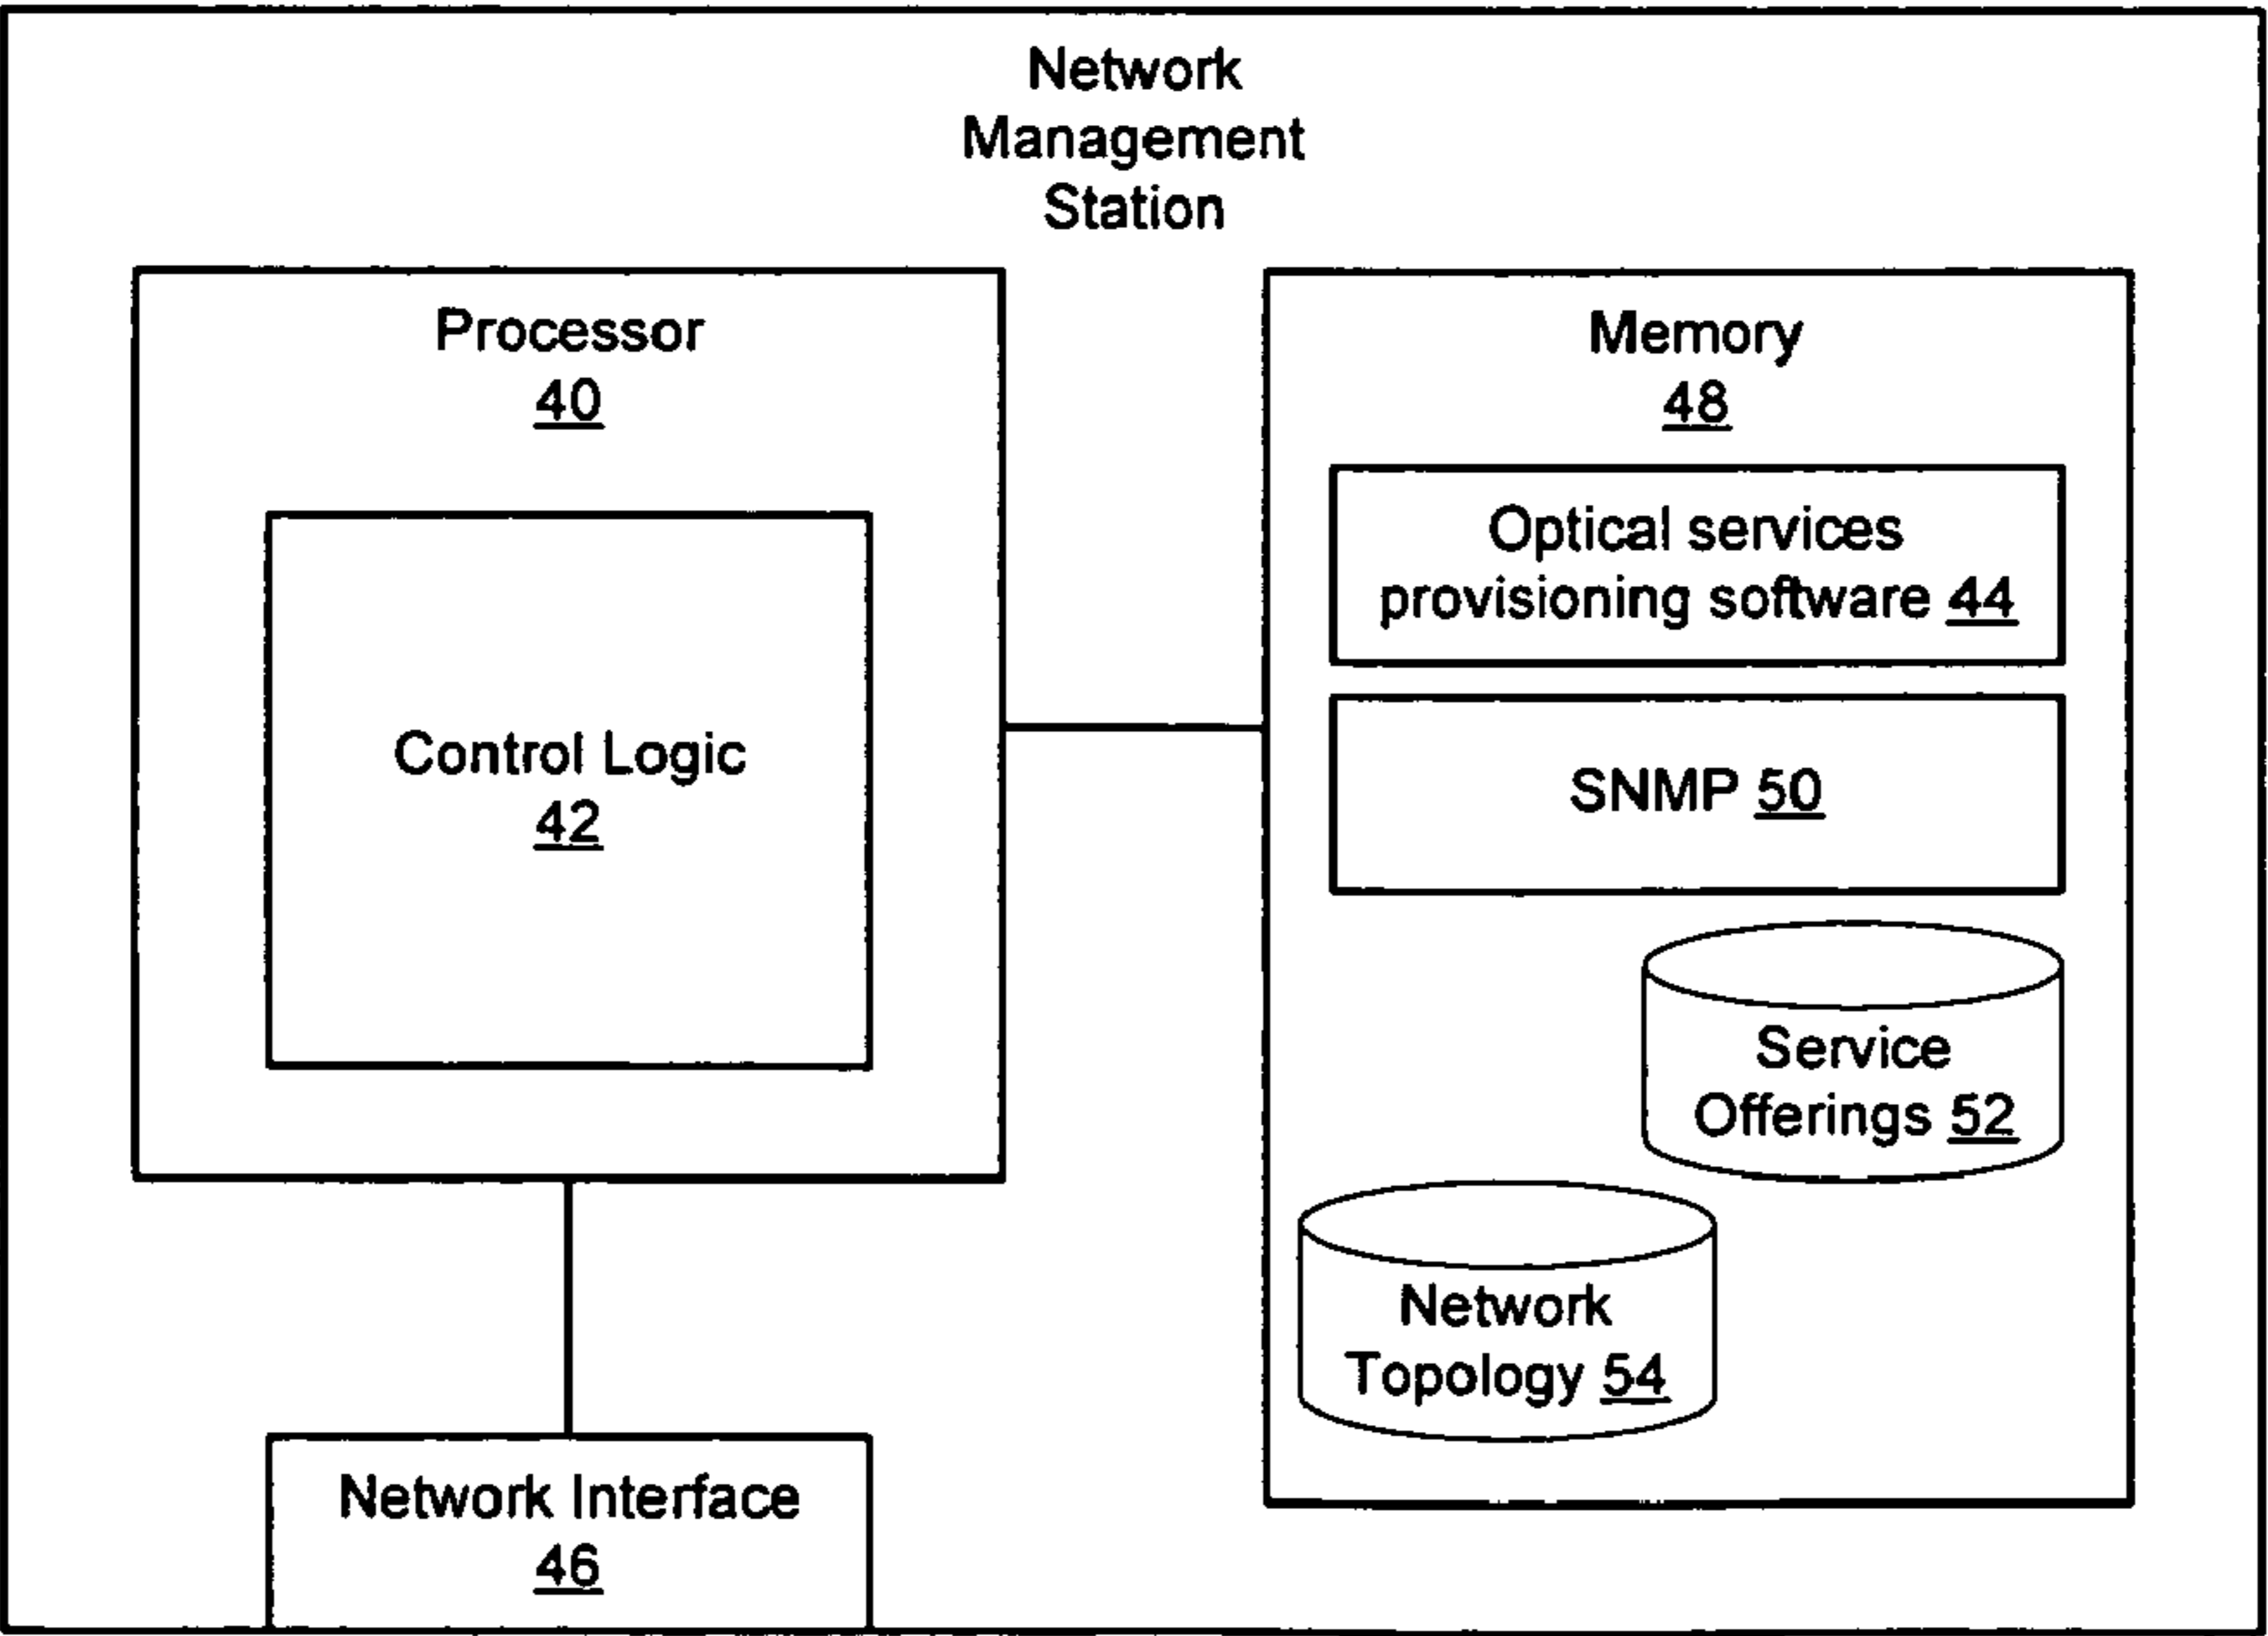 Network
Management
Station
Processor
40
Control Logic
42
Network Interface
46
Memory
48
Optical services
provisioning software 44
SNMP 50
Service
Offerings 52
Network
Topology 54